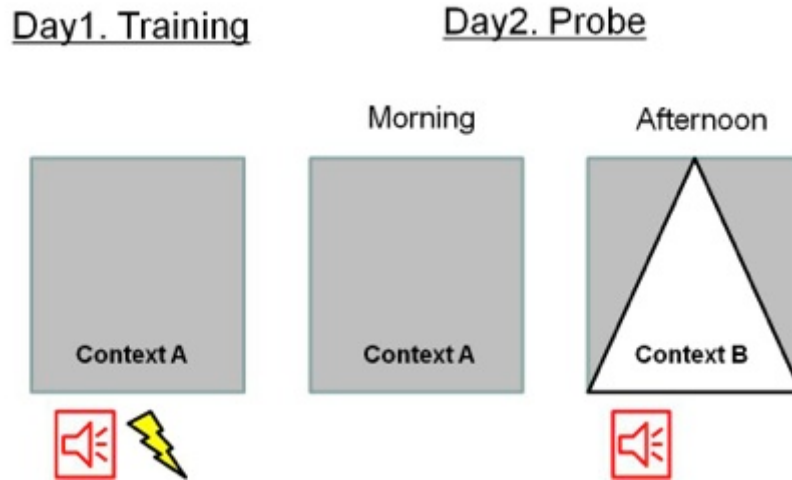 Day1. Training
Day2. Probe
Morning
Afternoon
Context A
Context A
Context B